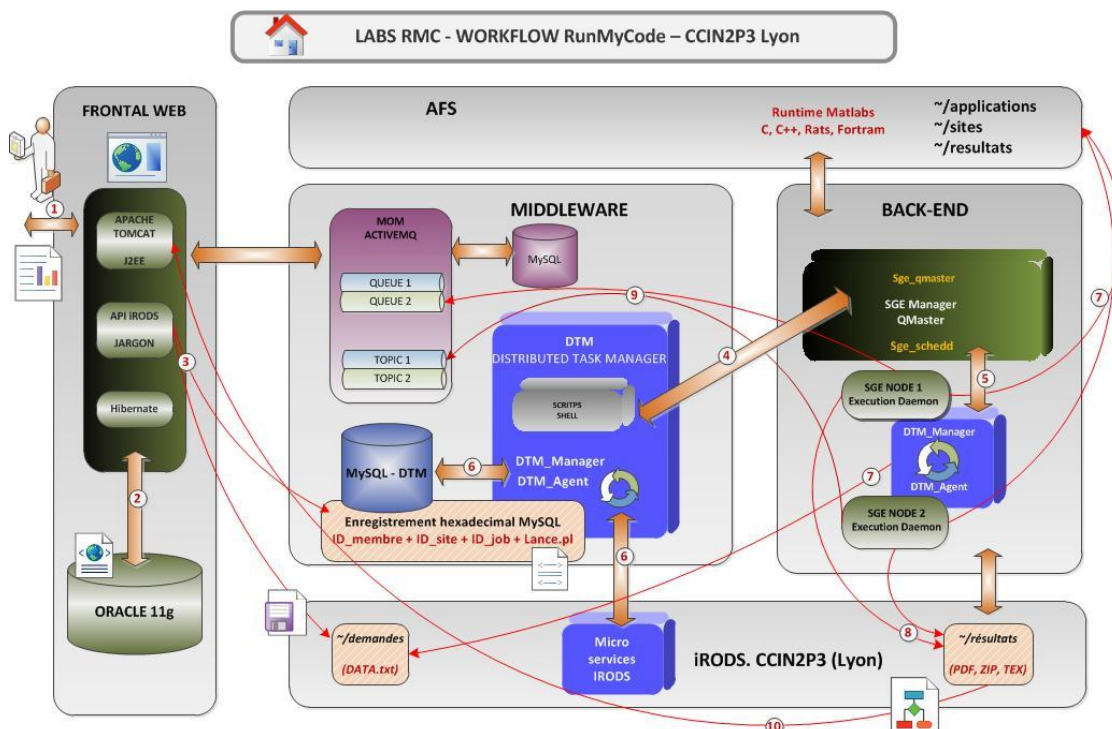 LABS RMC - WORKFLOW RunMyCode – CCIN2P3 Lyon
FRONTAL WEB
1
APACHE
TOMCAT
J2EE
API iRODS
JARGON
3
Hibernate
2
ORACLE 11g
AFS
Runtime Matlabs
C, C++, Rats, Fortram
~/applications
~/sites
~/resultats
MIDDLEWARE
MOM
ACTIVEMQ
QUEUE 1
QUEUE 2
TOPIC 1
TOPIC 2
MySQL
9
DTM
DISTRIBUTED TASK MANAGER
SCRITPS
SHELL
4
MySQL - DTM
6
DTM_Manager
DTM_Agent
Enregistrement hexadecimal MySQL
ID_membre + ID_site + ID_job + Lance.pl
6
BACK-END
Sge_qmaster
SGE Manager
QMaster
Sge_schedd
7
5
SGE NODE 1
Execution Daemon
DTM_Manager
DTM_Agent
7
SGE NODE 2
Execution Daemon
~/demandes
(DATA.txt)
Micro
services
IRODS
iRODS. CCIN2P3 (Lyon)
8
~/résultats
(PDF, ZIP, TEX)
10